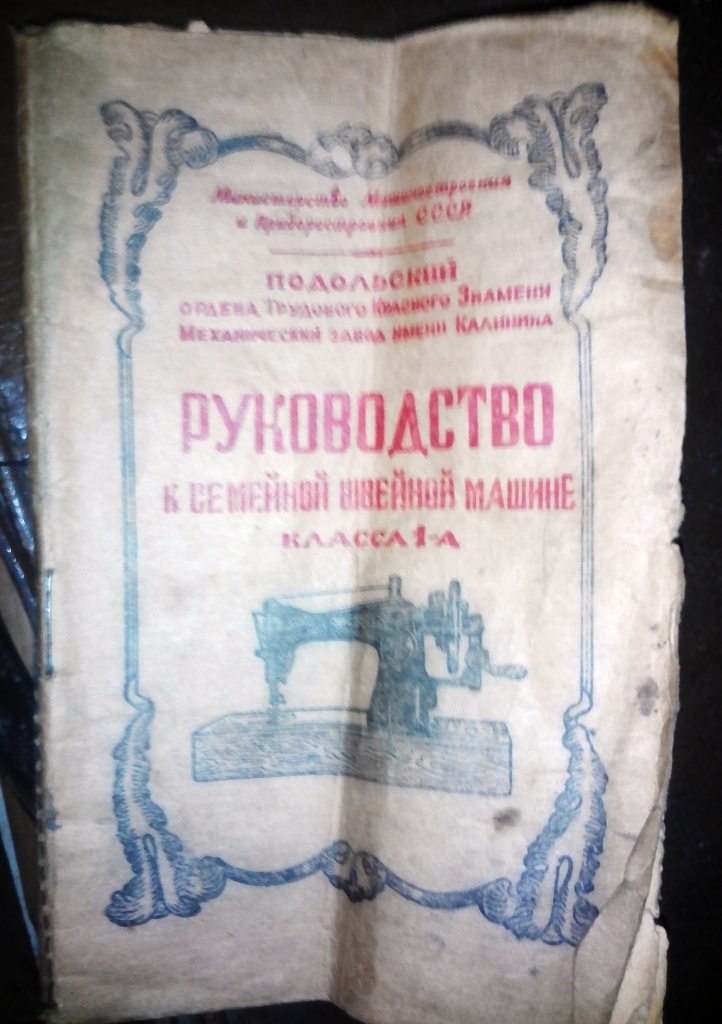 Министерство Машиностроения
и Приборостроения СССР
ПОДОЛЬСКИЙ
ОРДЕНА ТРУДОВОГО КРАСНОГО ЗНАМЕНИ
МЕХАНИЧЕСКИЙ ЗАВОД ИМЕНИ КАЛИНИНА
РУКОВОДСТВО
К СЕМЕЙНОЙ ШВЕЙНОЙ МАШИНЕ
КЛАССА 1-А